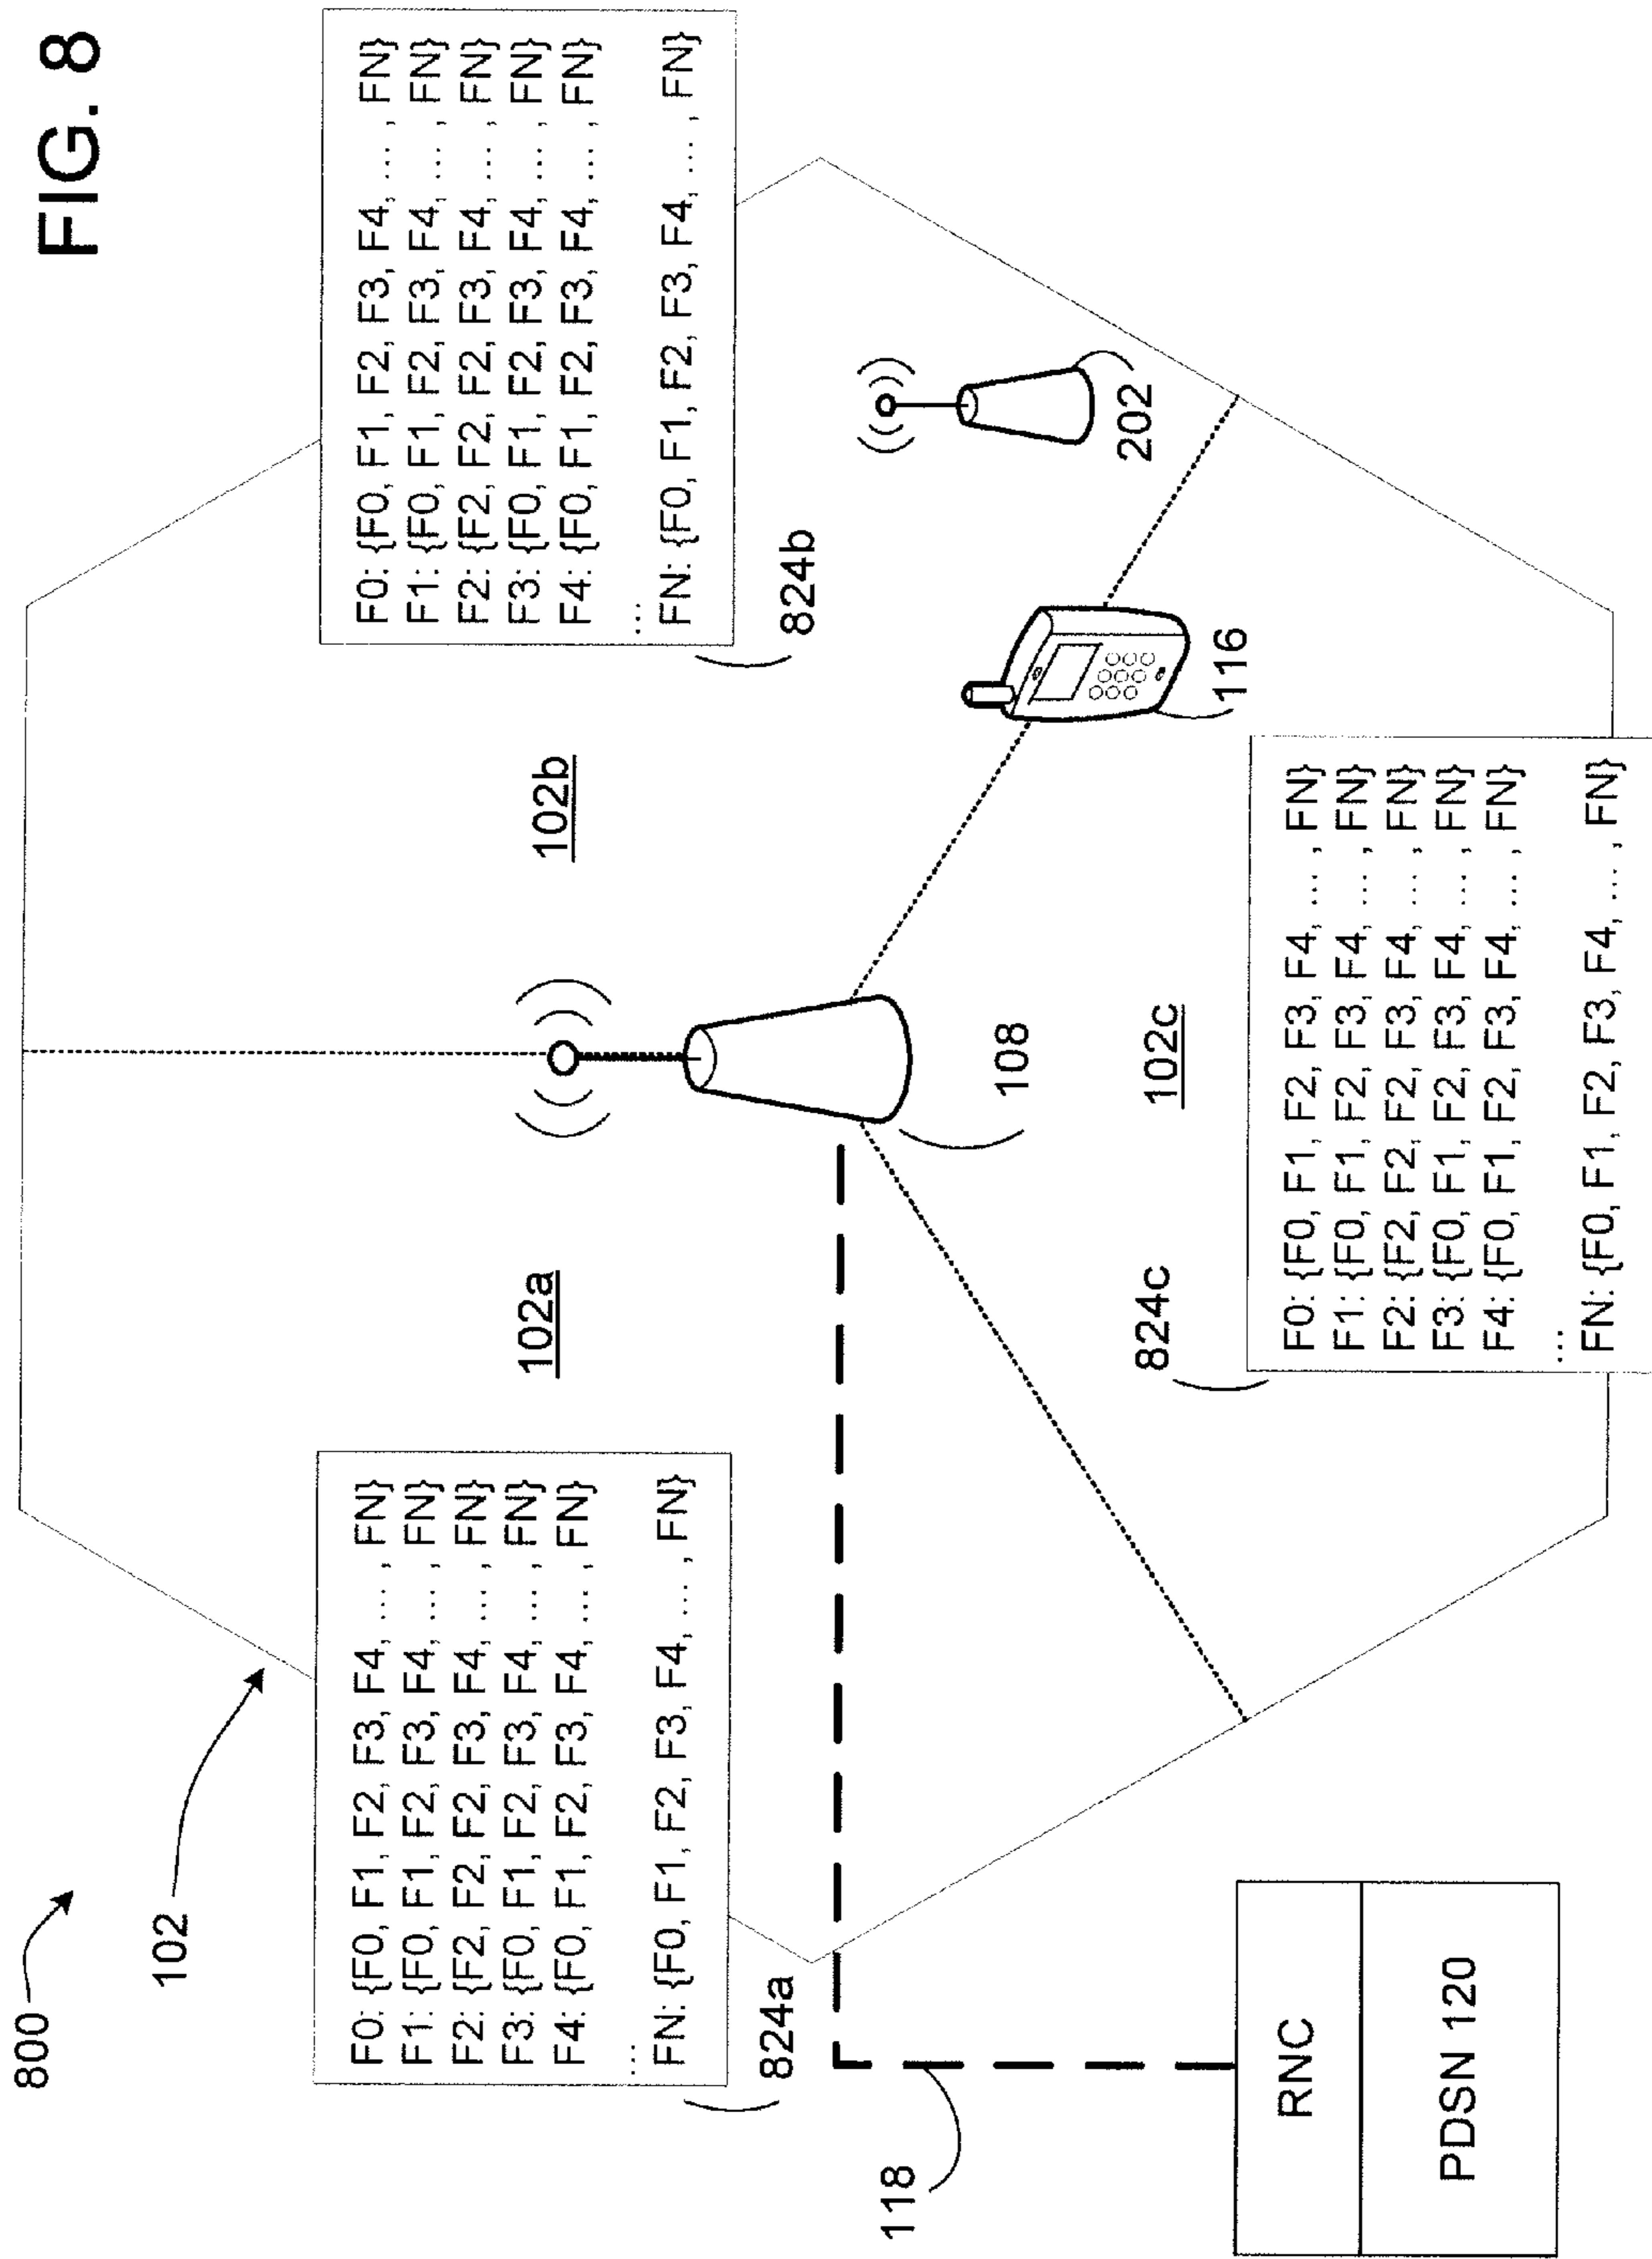 FIG. 8
800
102
F0: {F0, F1, F2, F3, F4, ... , FN}
F1: {F0, F1, F2, F3, F4, ... , FN}
F2: {F2, F2, F2, F3, F4, ... , FN}
F3: {F0, F1, F2, F3, F4, ... , FN}
F4: {F0, F1, F2, F3, F4, ... , FN}
...
FN: {F0, F1, F2, F3, F4, ... , FN}
824a
F0: {F0, F1, F2, F3, F4, ... , FN}
F1: {F0, F1, F2, F3, F4, ... , FN}
F2: {F2, F2, F2, F3, F4, ... , FN}
F3: {F0, F1, F2, F3, F4, ... , FN}
F4: {F0, F1, F2, F3, F4, ... , FN}
...
FN: {F0, F1, F2, F3, F4, ... , FN}
824b
102a
102b
118
108
202
116
RNC
PDSN 120
102c
824c
F0: {F0, F1, F2, F3, F4, ... , FN}
F1: {F0, F1, F2, F3, F4, ... , FN}
F2: {F2, F2, F2, F3, F4, ... , FN}
F3: {F0, F1, F2, F3, F4, ... , FN}
F4: {F0, F1, F2, F3, F4, ... , FN}
...
FN: {F0, F1, F2, F3, F4, ... , FN}